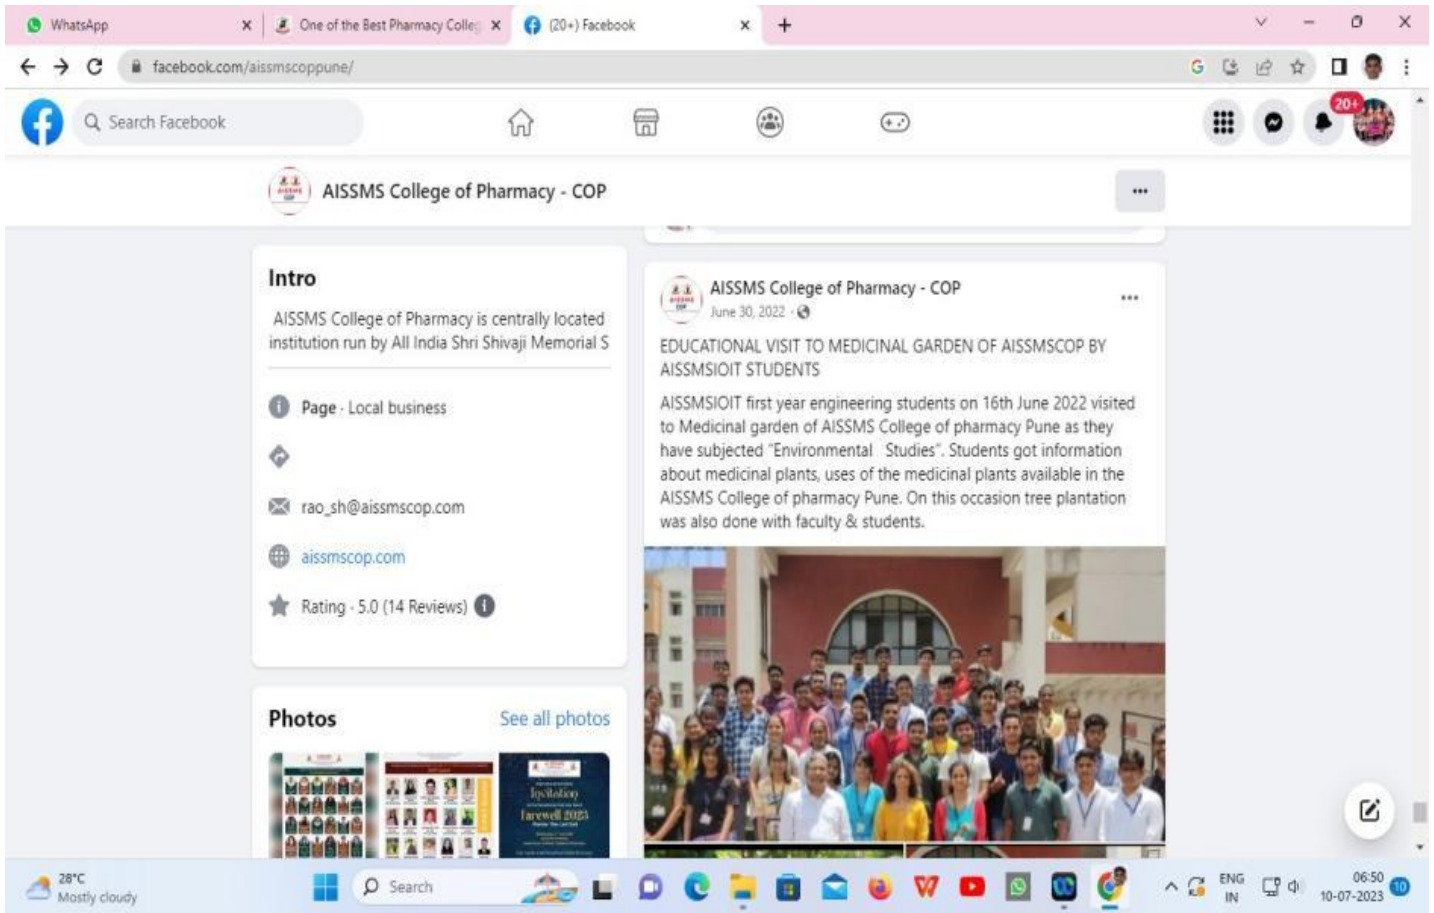 WhatsApp
One of the Best Pharmacy Colleg
(20+) Facebook
facebook.com/aissmscoppune/
Search Facebook
20+
AISSMS College of Pharmacy - COP
Intro
AISSMS College of Pharmacy is centrally located
institution run by All India Shri Shivaji Memorial S
Page · Local business
rao_sh@aissmscop.com
aissmscop.com
Rating · 5.0 (14 Reviews)
Photos
See all photos
Invitation
Farewell 2023
AISSMS College of Pharmacy - COP
June 30, 2022 ·
EDUCATIONAL VISIT TO MEDICINAL GARDEN OF AISSMSCOP BY
AISSMSIOIT STUDENTS
AISSMSIOIT first year engineering students on 16th June 2022 visited
to Medicinal garden of AISSMS College of pharmacy Pune as they
have subjected "Environmental Studies". Students got information
about medicinal plants, uses of the medicinal plants available in the
AISSMS College of pharmacy Pune. On this occasion tree plantation
was also done with faculty & students.
28°C
Mostly cloudy
Search
ENG
IN
06:50
10-07-2023
10